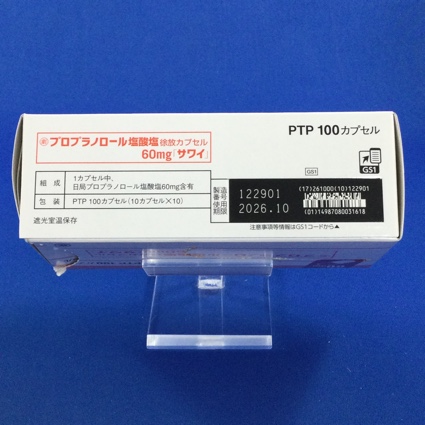 PTP 100カプセル
プロプラノロール塩酸塩徐放カプセル
60mg「サワイ」
GS1
GS1
組成 1カプセル中、
日局プロプラノロール塩酸塩60mg含有
包装 PTP 100カプセル(10カプセル×10)
遮光室温保存
製造番号 122901
使用期限 2026.10
(17)261000(10)122901
(01)14987080031618
注意事項等情報はGS1コードから▲